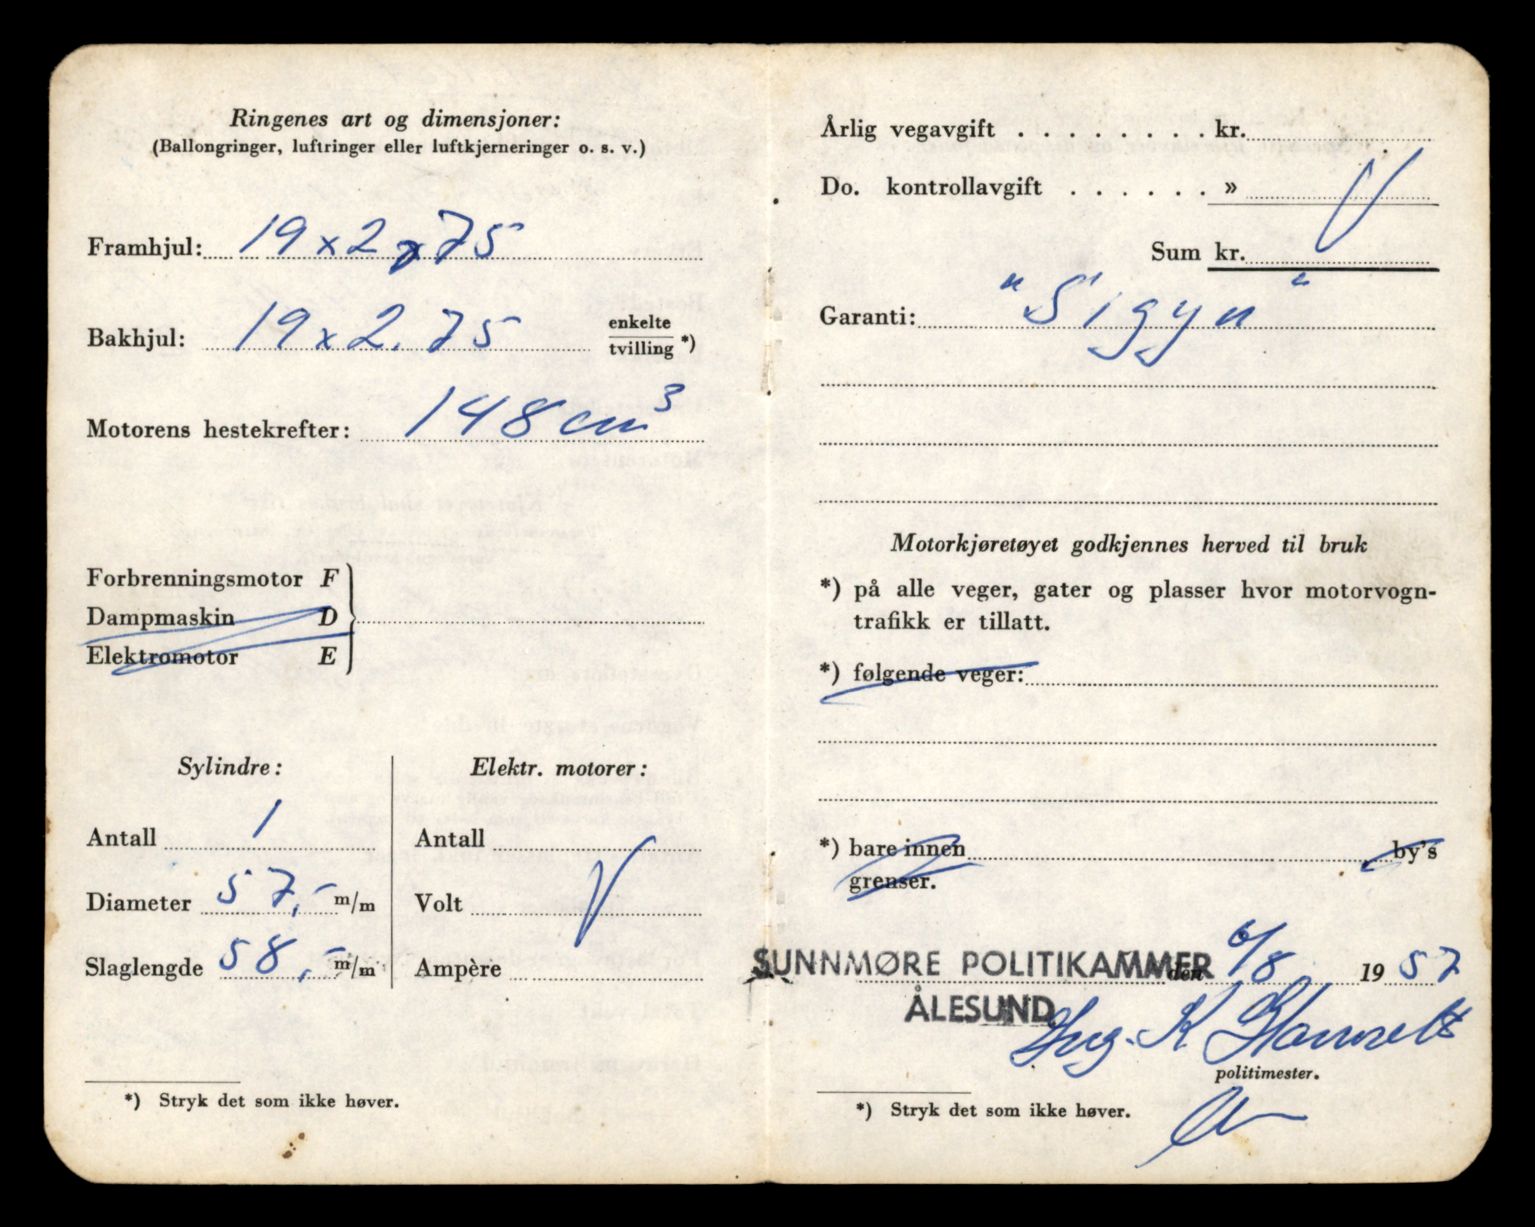 Ringenes art og dimensjoner:
(Ballongringer, luftringer eller luftkjerneringer o. s. v.)
Framhjul: 19 x 2,75
Bakhjul: 19 x 2.75 enkelte
tvilling *)
Motorens hestekrefter: 148 cm³
Forbrenningsmotor F
Dampmaskin D
Elektromotor E
Sylindre:
Antall 1
Diameter 57,- m/m
Slaglengde 58,- m/m
Elektr. motorer:
Antall
Volt
Ampère
*) Stryk det som ikke høver.
Årlig vegavgift . . . . . . . . kr.
Do. kontrollavgift . . . . . . »
Sum kr.
Garanti: "Sigyn"
Motorkjøretøyet godkjennes herved til bruk
*) på alle veger, gater og plasser hvor motorvogn-
trafikk er tillatt.
*) følgende veger:
*) bare innen by's
grenser.
SUNNMØRE POLITIKAMMER den 6/8 1957
ÅLESUND
politimester.
*) Stryk det som ikke høver.